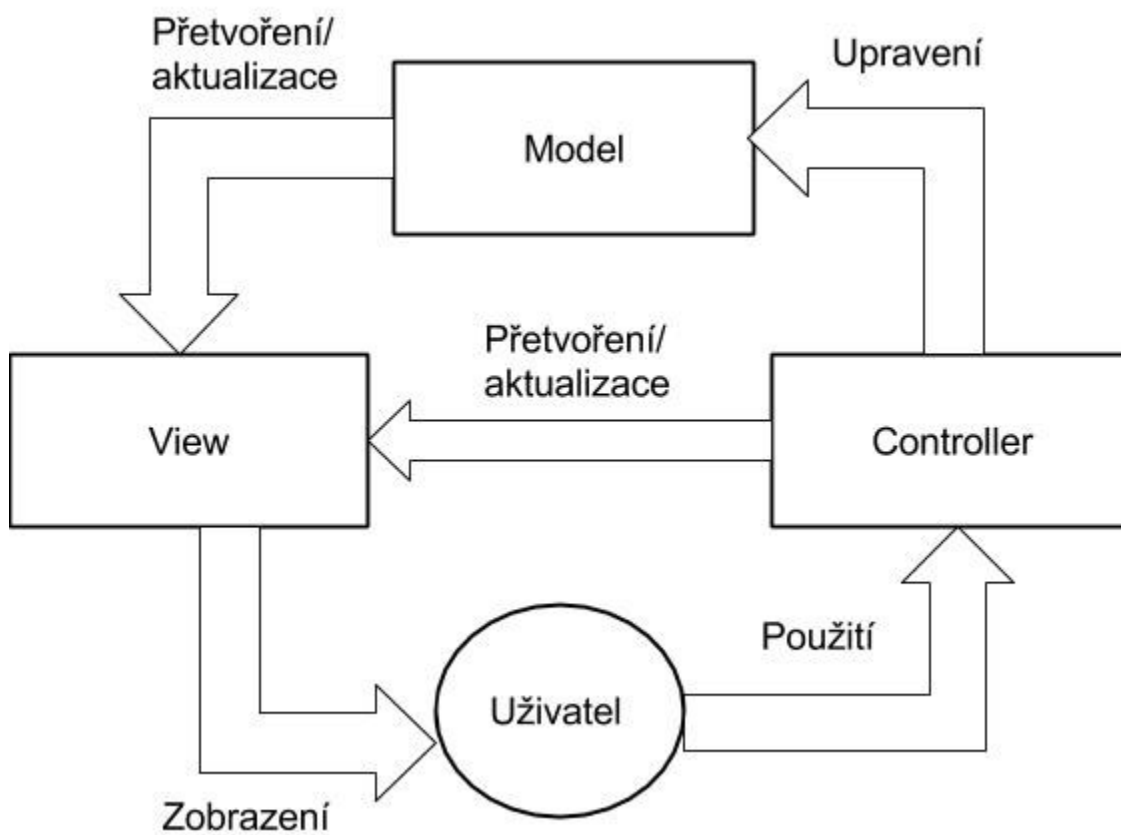 Přetvoření/
aktualizace
Upravení
Model
Přetvoření/
aktualizace
View
Controller
Použití
Uživatel
Zobrazení